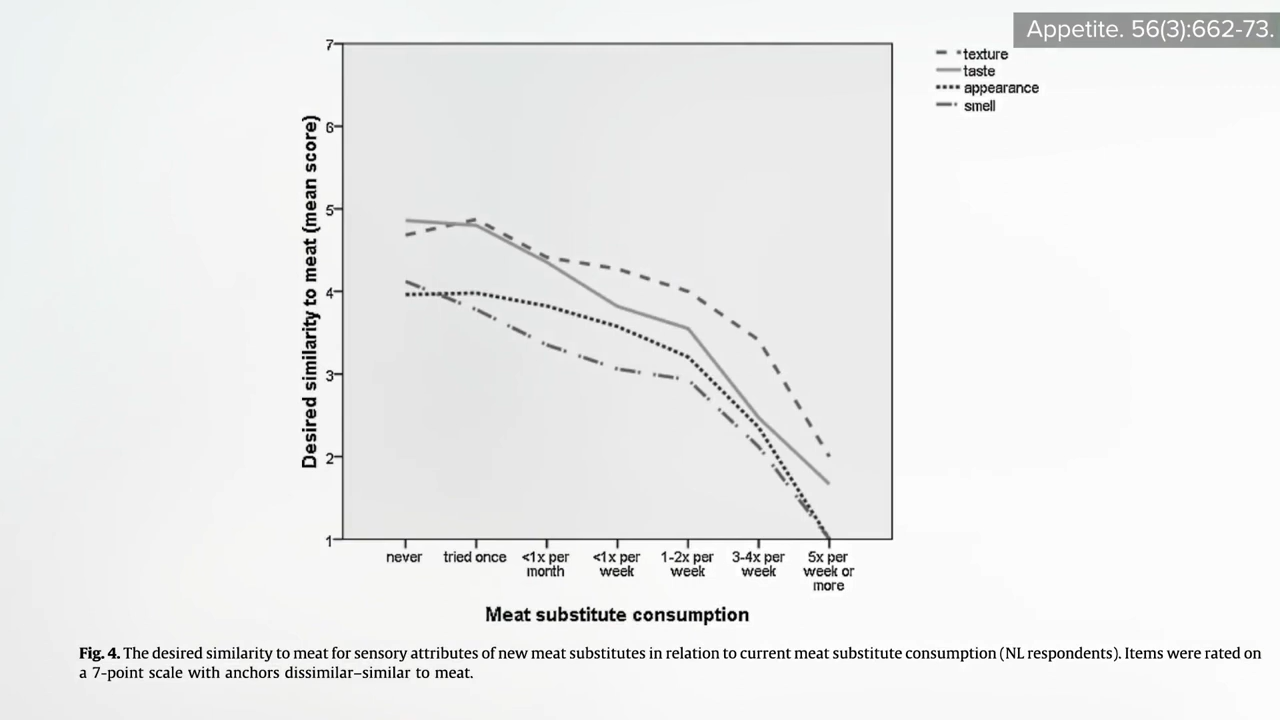 Appetite. 56(3):662-73.
texture
taste
appearance
smell
Desired similarity to meat (mean score)
7
6
5
4
3
2
1
never
tried once
<1x per
month
<1x per
week
1-2x per
week
3-4x per
week
5x per
week or
more
Meat substitute consumption
Fig. 4. The desired similarity to meat for sensory attributes of new meat substitutes in relation to current meat substitute consumption (NL respondents). Items were rated on
a 7-point scale with anchors dissimilar–similar to meat.